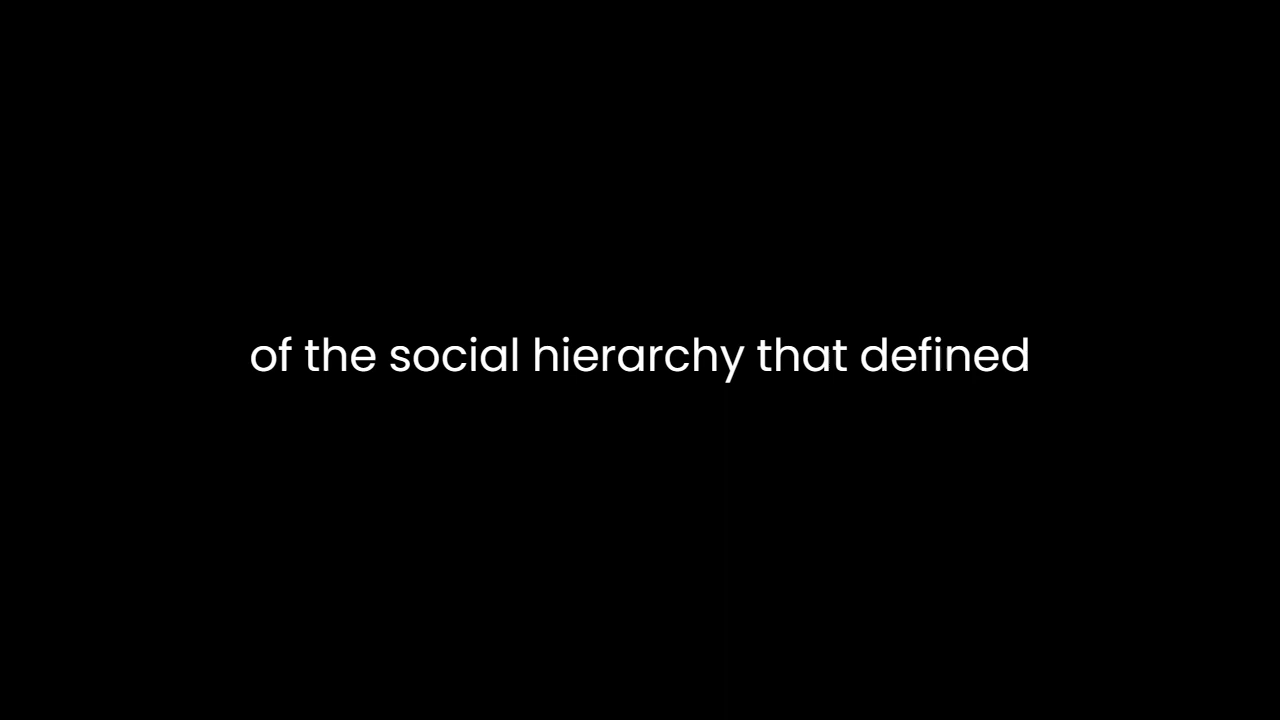 of the social hierarchy that defined